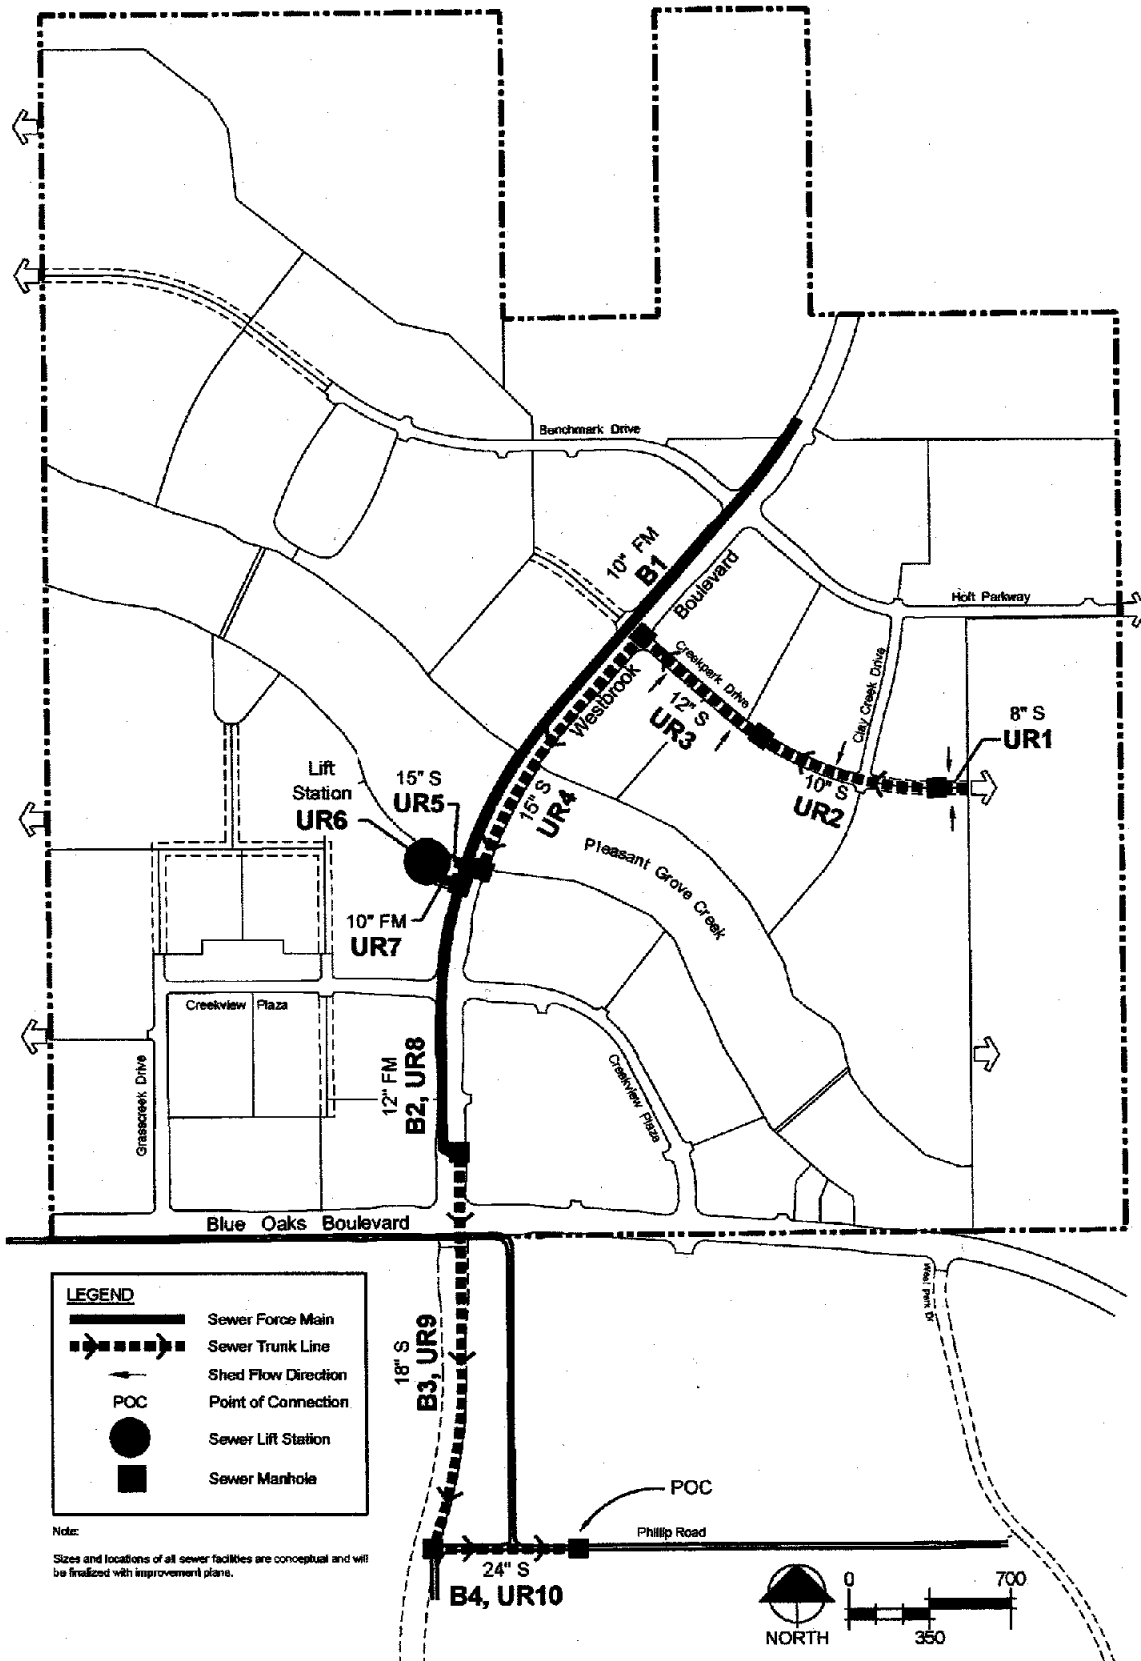 Benchmark Drive
10" FM
B1
Boulevard
Holt Parkway
Creekpark Drive
Westbrook
12" S
UR3
Clay Creek Drive
8" S
UR1
10" S
UR2
Lift
Station
UR6
15" S
UR5
15" S
UR4
Pleasant Grove Creek
10" FM
UR7
Creekview Plaza
12" FM
B2, UR8
Grasscreek Drive
Creekview Plaza
Blue Oaks Boulevard
West Park Dr
LEGEND
Sewer Force Main
Sewer Trunk Line
Shed Flow Direction
POC
Point of Connection
Sewer Lift Station
Sewer Manhole
18" S
B3, UR9
Note:
Sizes and locations of all sewer facilities are conceptual and will
be finalized with improvement plans.
POC
Phillip Road
24" S
B4, UR10
NORTH
0
700
350